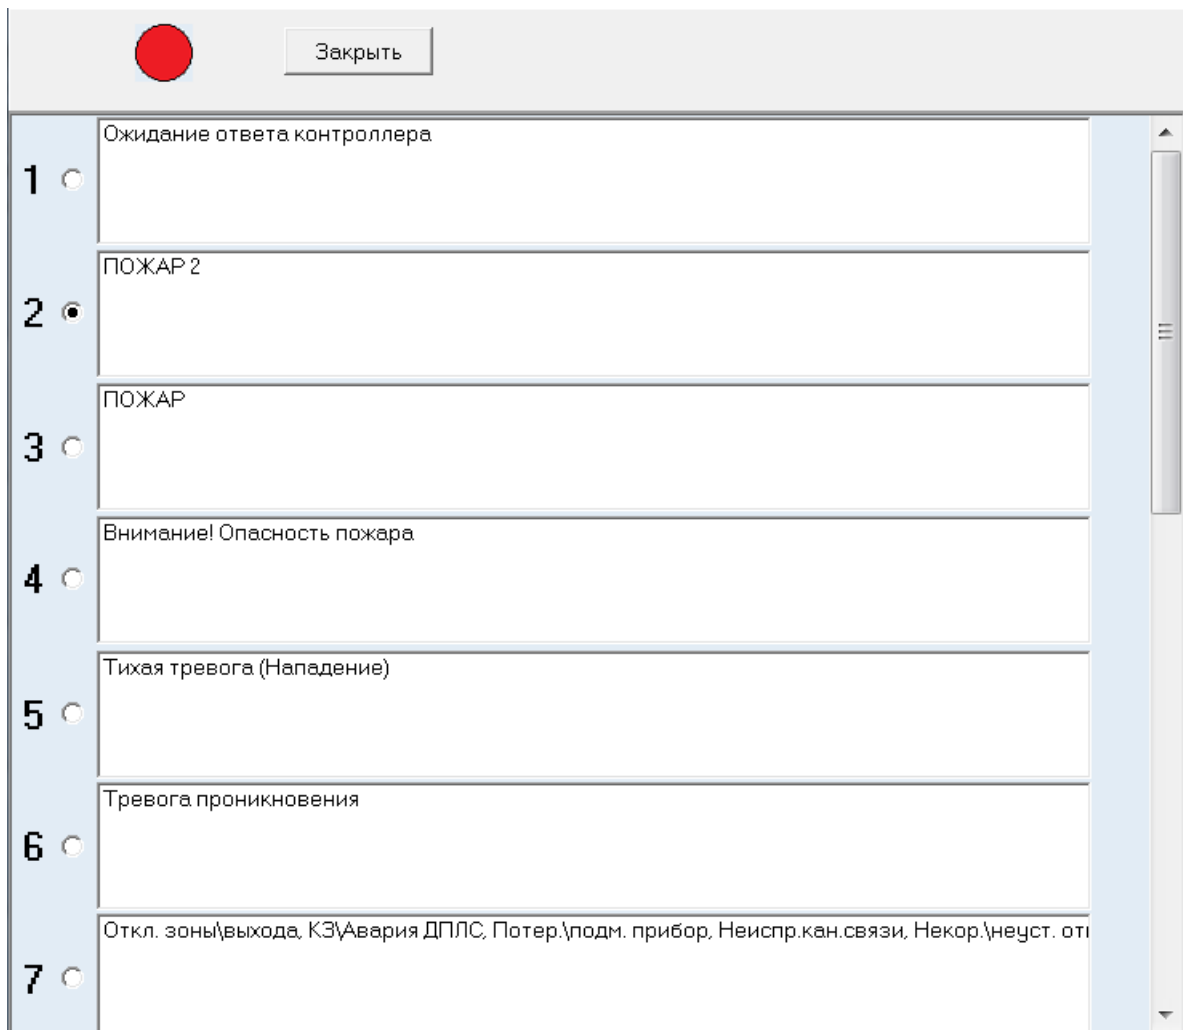 Закрыть
Ожидание ответа контроллера
1
ПОЖАР 2
2
ПОЖАР
3
Внимание! Опасность пожара
4
Тихая тревога (Нападение)
5
Тревога проникновения
6
Откл. зоны\выхода, КЗ\Авария ДПЛС, Потер.\подм. прибор, Неиспр.кан.связи, Некор.\неуст.
7